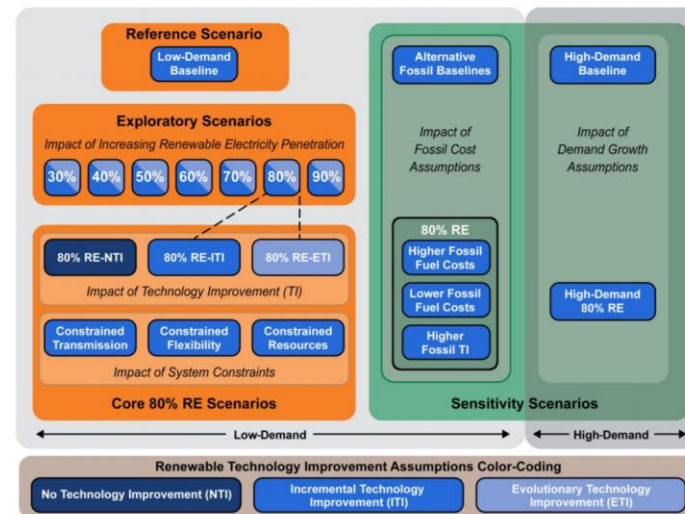 Reference Scenario
Low-Demand
Baseline
Exploratory Scenarios
Impact of Increasing Renewable Electricity Penetration
30% 40% 50% 60% 70% 80% 90%
80% RE-NTI 80% RE-ITI 80% RE-ETI
Impact of Technology Improvement (TI)
Constrained
Transmission
Constrained
Flexibility
Constrained
Resources
Impact of System Constraints
Core 80% RE Scenarios
Alternative
Fossil Baselines
Impact of
Fossil Cost
Assumptions
80% RE
Higher Fossil
Fuel Costs
Lower Fossil
Fuel Costs
Higher
Fossil TI
High-Demand
Baseline
Impact of
Demand Growth
Assumptions
High-Demand
80% RE
Sensitivity Scenarios
Low-Demand
High-Demand
Renewable Technology Improvement Assumptions Color-Coding
No Technology Improvement (NTI)
Incremental Technology
Improvement (ITI)
Evolutionary Technology
Improvement (ETI)